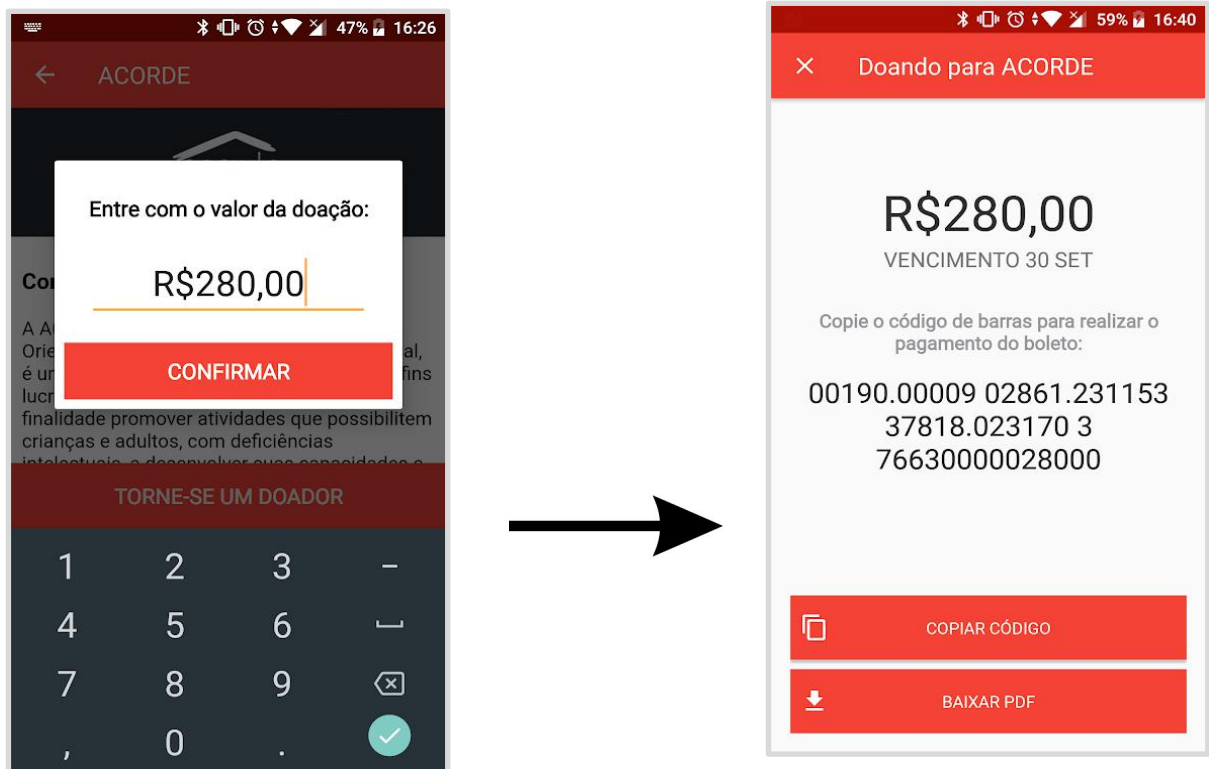 47% 16:26
ACORDE
Entre com o valor da doação:
R$280,00
CONFIRMAR
finalidade promover atividades que possibilitem
crianças e adultos, com deficiências
TORNE-SE UM DOADOR
1 2 3 -
4 5 6
7 8 9
, 0 .
59% 16:40
Doando para ACORDE
R$280,00
VENCIMENTO 30 SET
Copie o código de barras para realizar o
pagamento do boleto:
00190.00009 02861.231153
37818.023170 3
76630000028000
COPIAR CÓDIGO
BAIXAR PDF